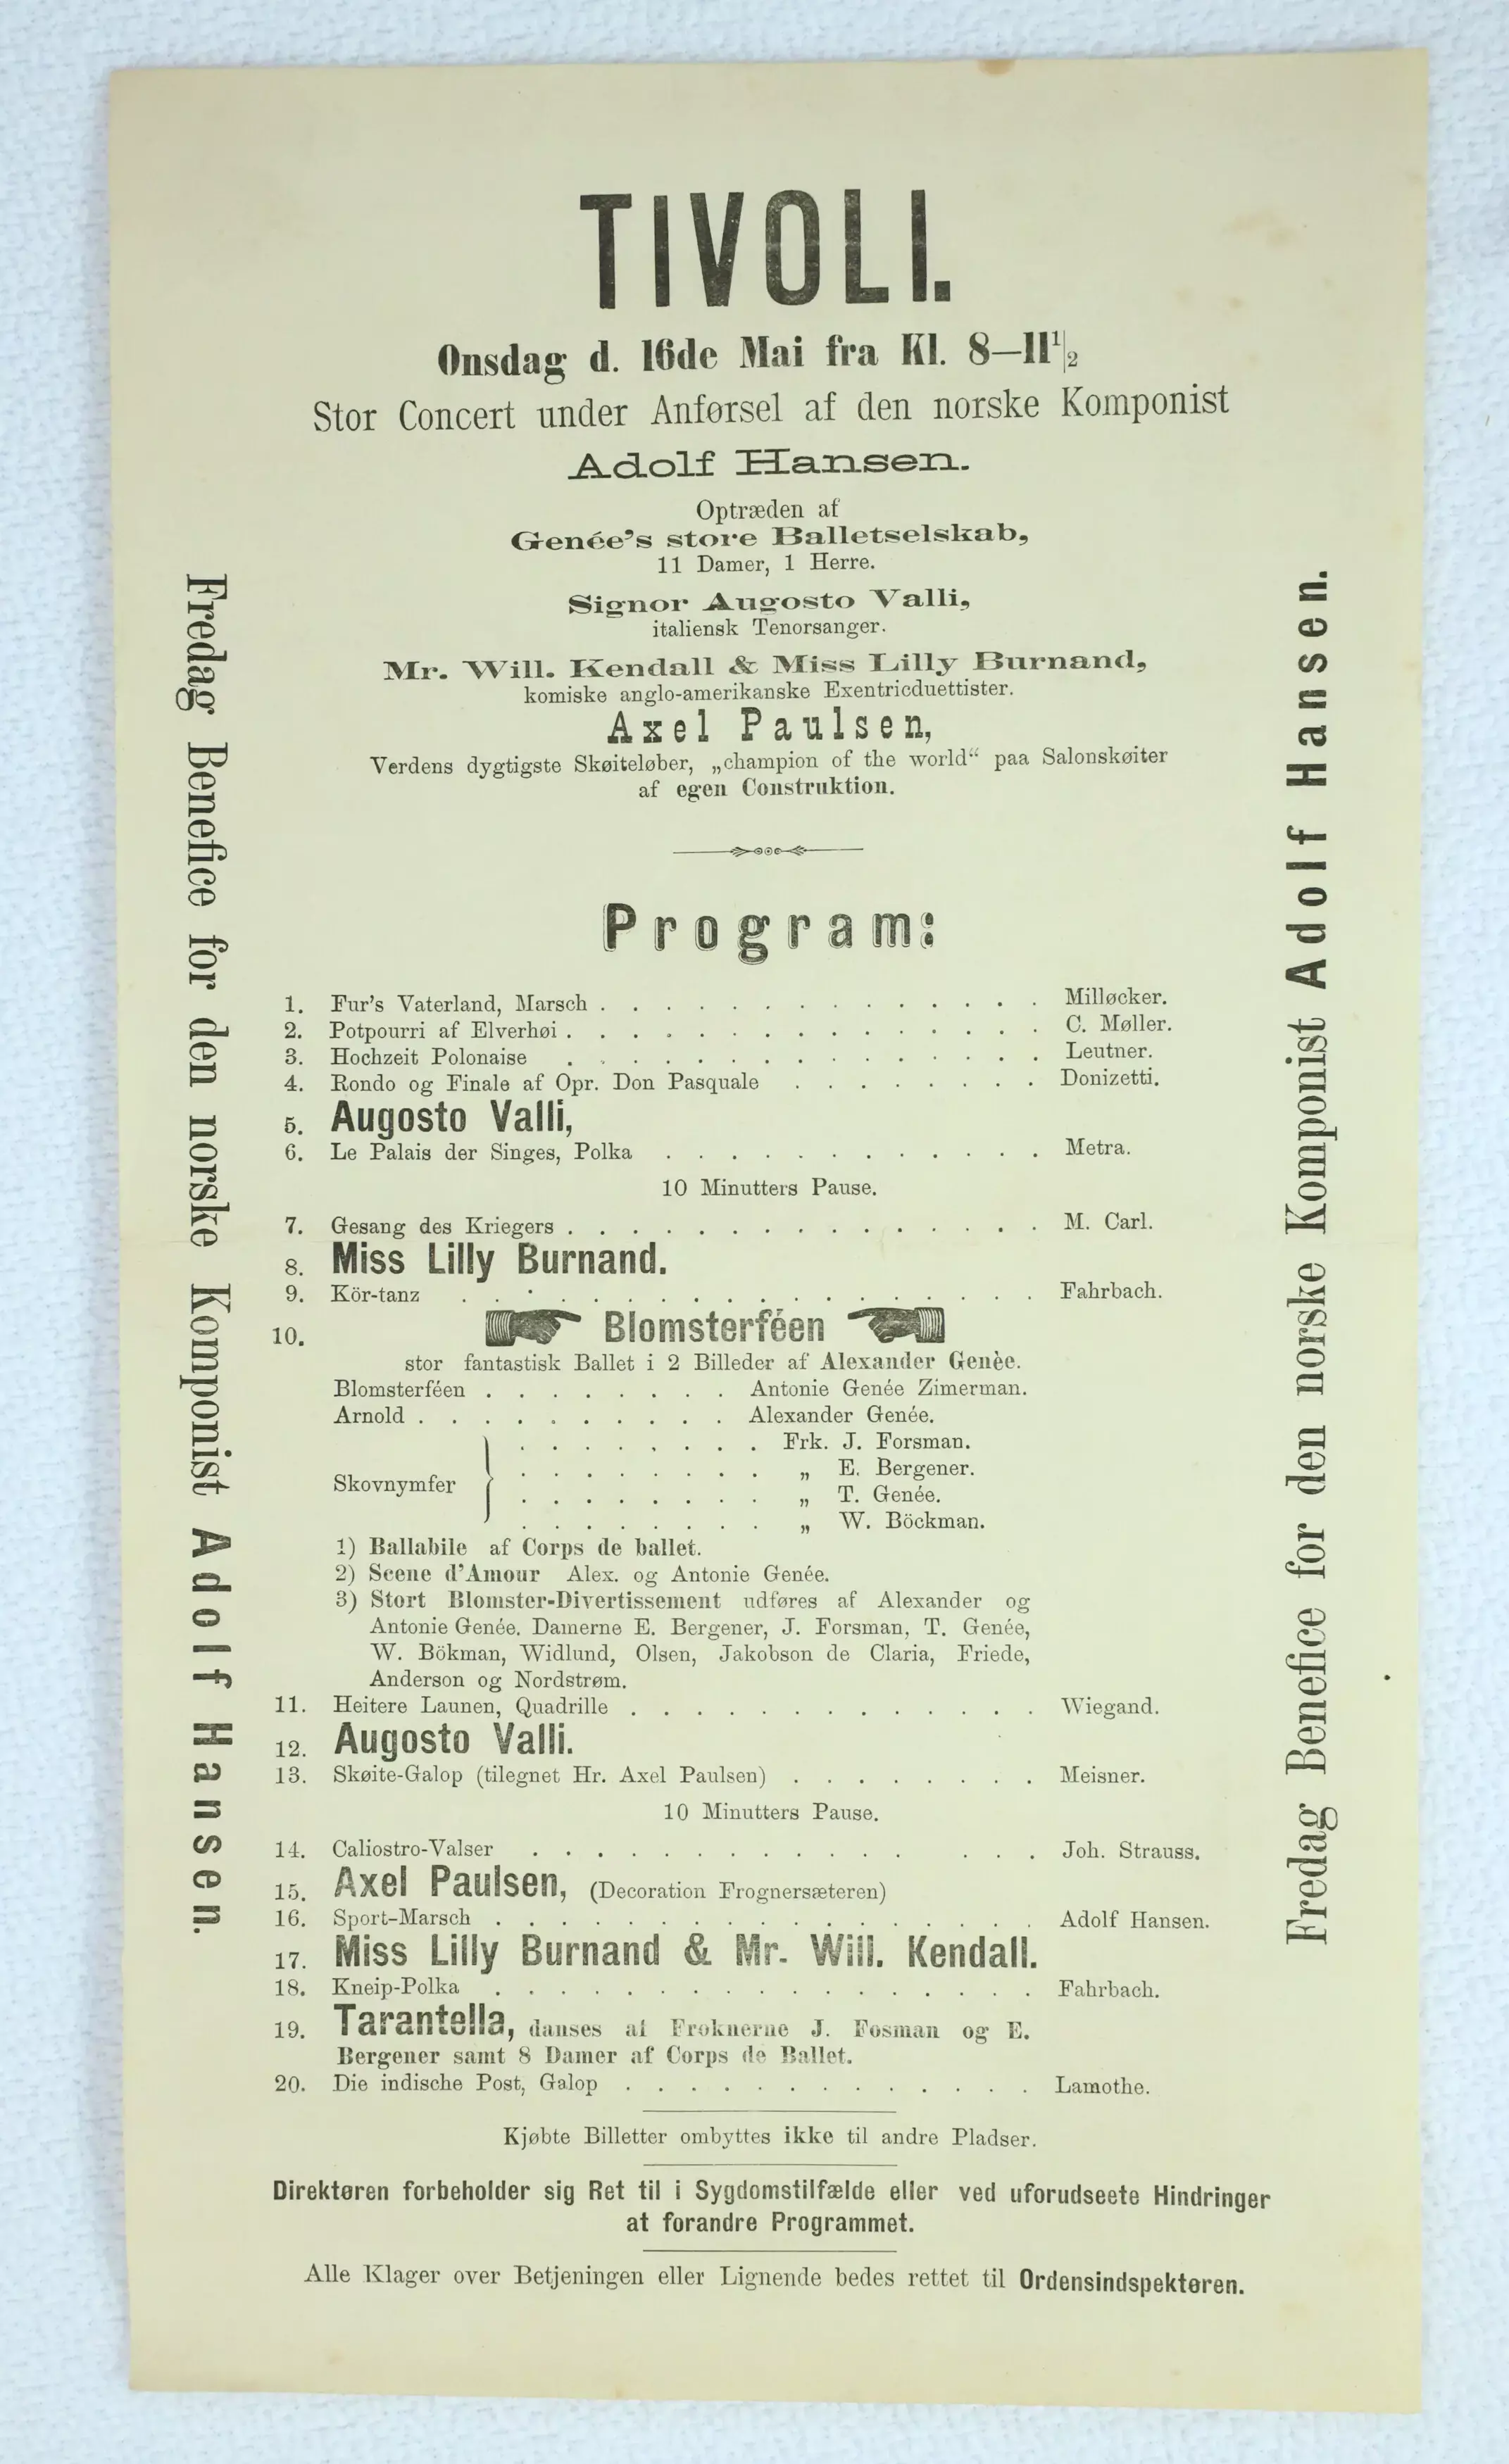 TIVOLI.
Onsdag d. 16de Mai fra Kl. 8—11 1/2
Stor Concert under Anførsel af den norske Komponist
Adolf Hansen.
Optræden af
Genée's store Balletselskab,
11 Damer, 1 Herre.
Signor Augosto Valli,
italiensk Tenorsanger.
Mr. Will. Kendall & Miss Lilly Burnand,
komiske anglo-amerikanske Exentricduettister.
Axel Paulsen,
Verdens dygtigste Skøiteløber, „champion of the world“ paa Salonskøiter
af egen Construktion.
Program:
1. Fur's Vaterland, Marsch . . . . . . . . . . . . . . Milløcker.
2. Potpourri af Elverhøi . . . . . . . . . . . . . . . C. Møller.
3. Hochzeit Polonaise . . . . . . . . . . . . . . . Leutner.
4. Rondo og Finale af Opr. Don Pasquale . . . . . . . . Donizetti.
5. Augosto Valli,
6. Le Palais der Singes, Polka . . . . . . . . . . . . Metra.
10 Minutters Pause.
7. Gesang des Kriegers . . . . . . . . . . . . . . . M. Carl.
8. Miss Lilly Burnand.
9. Kör-tanz . . . . . . . . . . . . . . . . . . Fahrbach.
10. Blomsterféen
stor fantastisk Ballet i 2 Billeder af Alexander Genèe.
Blomsterféen . . . . . . . . Antonie Genée Zimerman.
Arnold . . . . . . . . . . Alexander Genée.
. . . . . . . . Frk. J. Forsman.
. . . . . . . . „ E. Bergener.
Skovnymfer
. . . . . . . . „ T. Genée.
. . . . . . . . „ W. Böckman.
1) Ballabile af Corps de ballet.
2) Scene d'Amour Alex. og Antonie Genée.
3) Stort Blomster-Divertissement udføres af Alexander og
Antonie Genée. Damerne E. Bergener, J. Forsman, T. Genée,
W. Bökman, Widlund, Olsen, Jakobson de Claria, Friede,
Anderson og Nordstrøm.
11. Heitere Launen, Quadrille . . . . . . . . . . . . . Wiegand.
12. Augosto Valli.
13. Skøite-Galop (tilegnet Hr. Axel Paulsen) . . . . . . . . Meisner.
10 Minutters Pause.
14. Caliostro-Valser . . . . . . . . . . . . . . . Joh. Strauss.
15. Axel Paulsen, (Decoration Frognersæteren)
16. Sport-Marsch . . . . . . . . . . . . . . . . . Adolf Hansen.
17. Miss Lilly Burnand & Mr. Will. Kendall.
18. Kneip-Polka . . . . . . . . . . . . . . . . . Fahrbach.
19. Tarantella, danses af Frøknerne J. Fosman og E.
Bergener samt 8 Damer af Corps de Ballet.
20. Die indische Post, Galop . . . . . . . . . . . . . Lamothe.
Kjøbte Billetter ombyttes ikke til andre Pladser.
Direktøren forbeholder sig Ret til i Sygdomstilfælde eller ved uforudseete Hindringer
at forandre Programmet.
Alle Klager over Betjeningen eller Lignende bedes rettet til Ordensindspektøren.
Fredag Benefice for den norske Komponist Adolf Hansen.
Fredag Benefice for den norske Komponist Adolf Hansen.